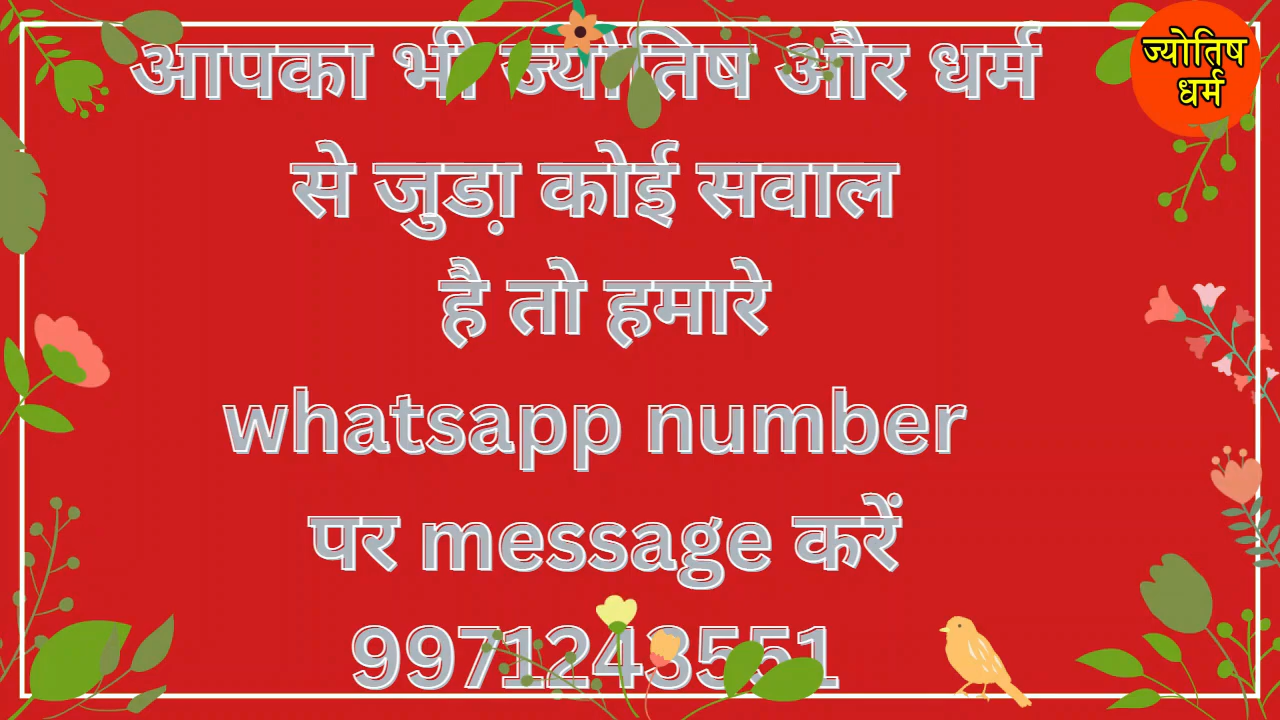 आपका भी ज्योतिष और धर्म
से जुडा़ कोई सवाल
है तो हमारे
whatsapp number
पर message करें
9971243551
ज्योतिष
धर्म